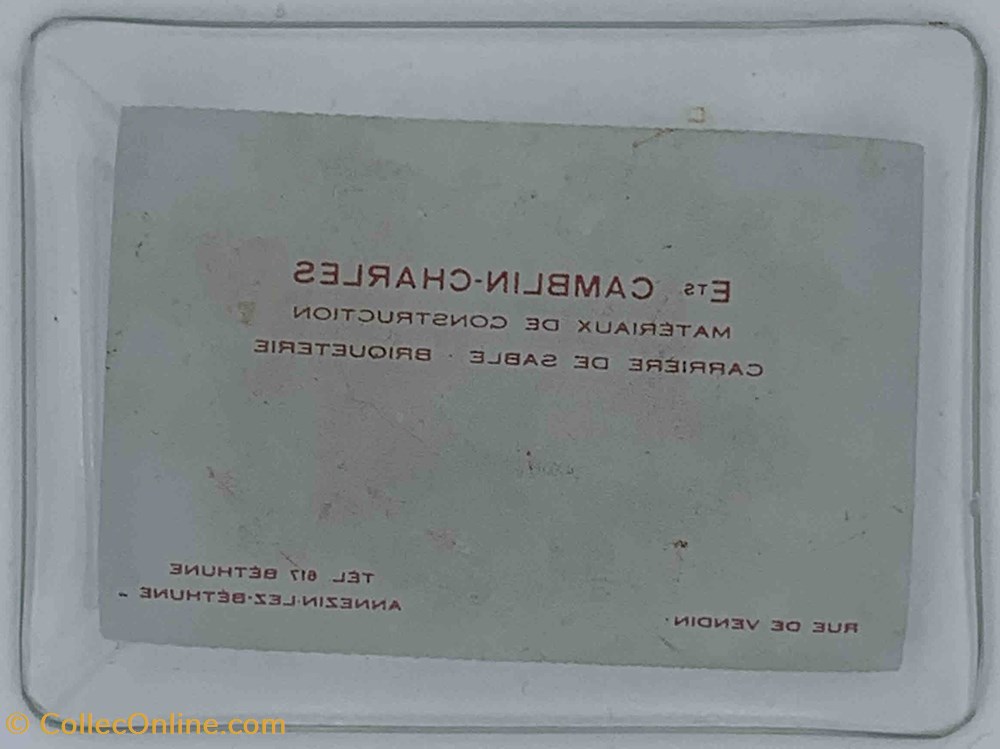 ETS CAMBLIN-CHARLES
MATÉRIAUX DE CONSTRUCTION
CARRIÈRE DE SABLE · BRIQUETERIE
TÉL 617 BÉTHUNE
RUE DE VENDIN · ANNEZIN-LEZ-BÉTHUNE
© CollecOnline.com